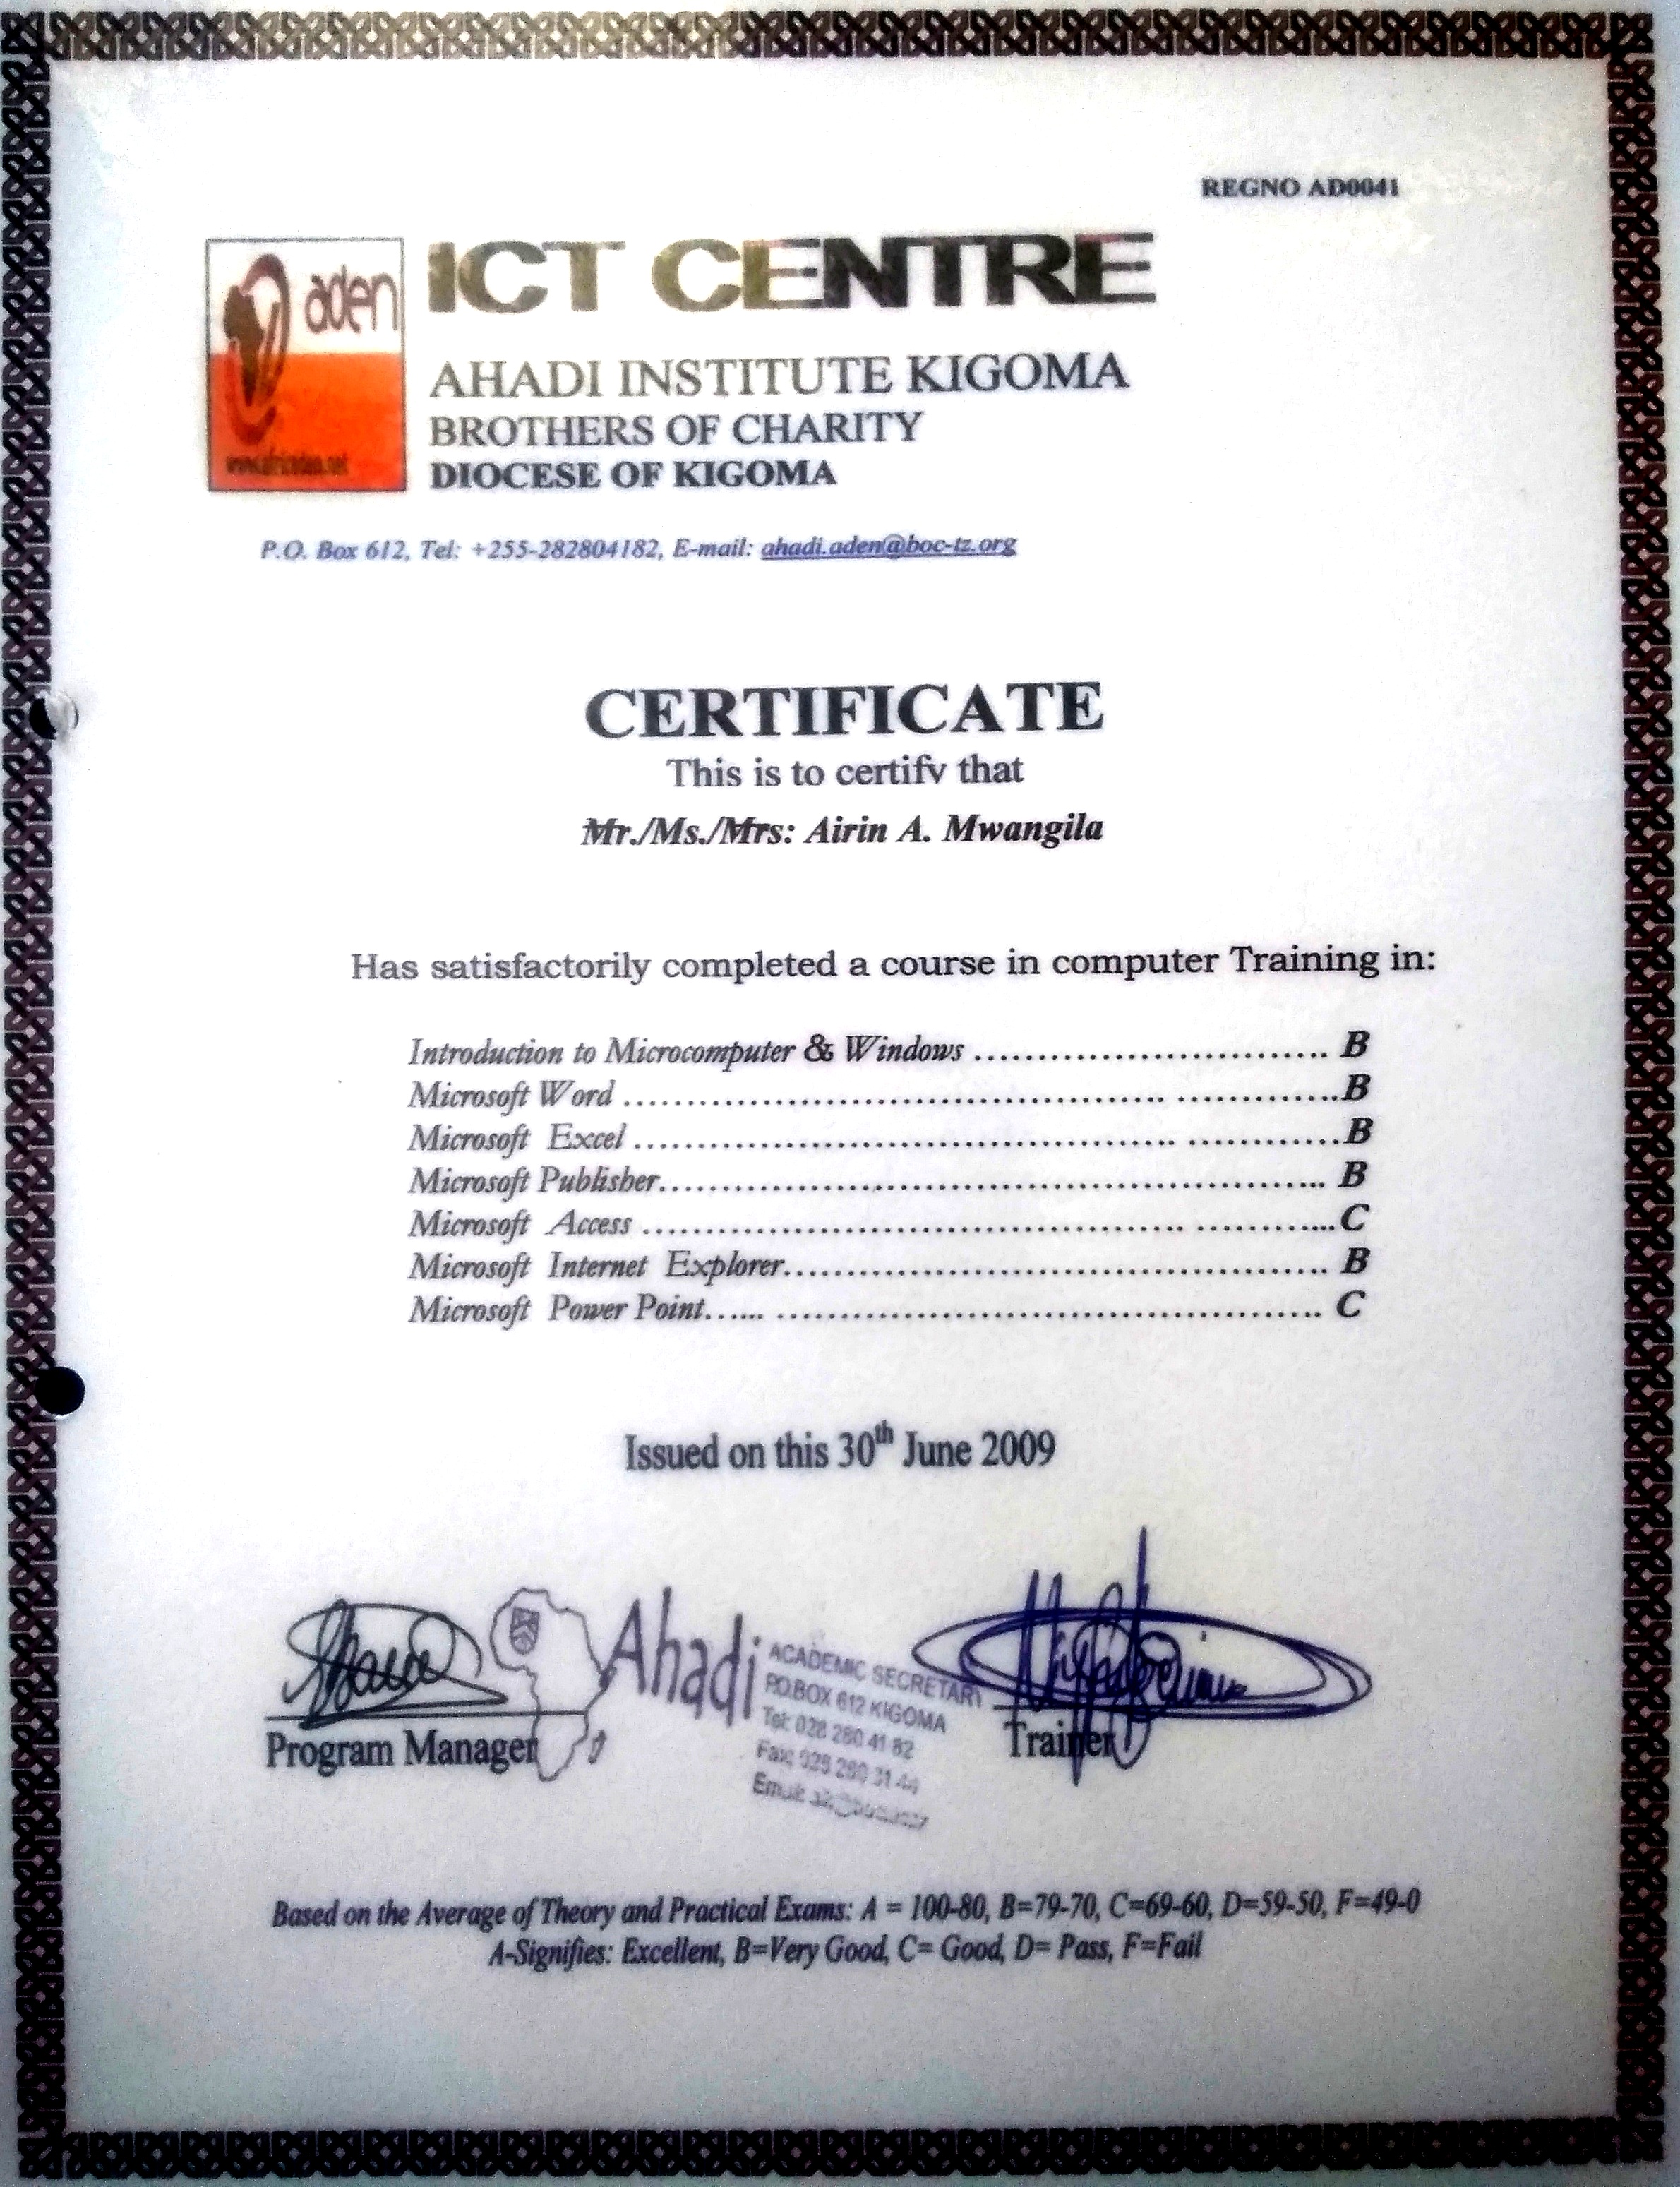 REGNO AD0041
aden
ICT CENTRE
AHADI INSTITUTE KIGOMA
BROTHERS OF CHARITY
DIOCESE OF KIGOMA
www.africaden.net
P.O. Box 612, Tel: +255-282804182, E-mail: ahadi.aden@boc-tz.org
CERTIFICATE
This is to certify that
Mr./Ms./Mrs: Airin A. Mwangila
Has satisfactorily completed a course in computer Training in:
Introduction to Microcomputer & Windows ............................ B
Microsoft Word ........................................... .............B
Microsoft Excel ........................................... ............B
Microsoft Publisher..................................................... B
Microsoft Access ........................................... ...........C
Microsoft Internet Explorer........................................... B
Microsoft Power Point...... ........................................... C
Issued on this 30th June 2009
Ahadi
ACADEMIC SECRETARY
P.O.BOX 612 KIGOMA
Tel: 028 280 41 82
Fax: 028 280 31 44
Email:
Program Manager
Trainer
Based on the Average of Theory and Practical Exams: A = 100-80, B=79-70, C=69-60, D=59-50, F=49-0
A-Signifies: Excellent, B=Very Good, C= Good, D= Pass, F=Fail